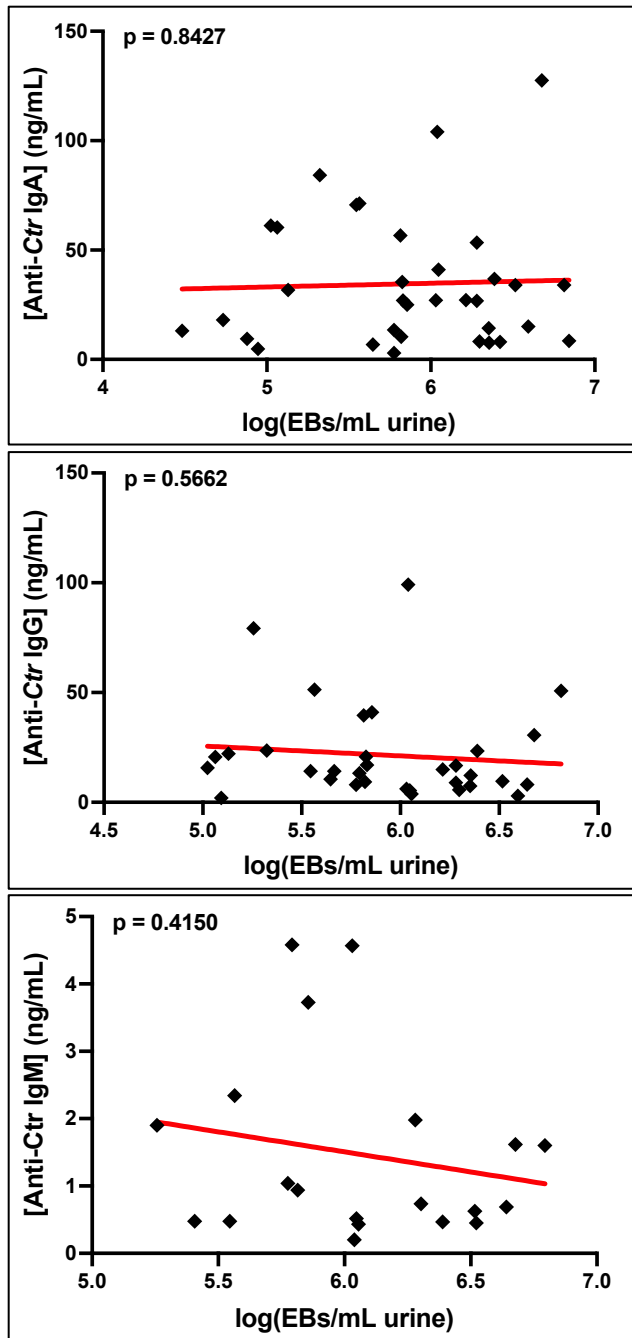 p = 0.8427
[Anti-Ctr IgA] (ng/mL)
150
100
50
0
4 5 6 7
log(EBs/mL urine)
p = 0.5662
[Anti-Ctr IgG] (ng/mL)
150
100
50
0
4.5 5.0 5.5 6.0 6.5 7.0
log(EBs/mL urine)
p = 0.4150
[Anti-Ctr IgM] (ng/mL)
5
4
3
2
1
0
5.0 5.5 6.0 6.5 7.0
log(EBs/mL urine)